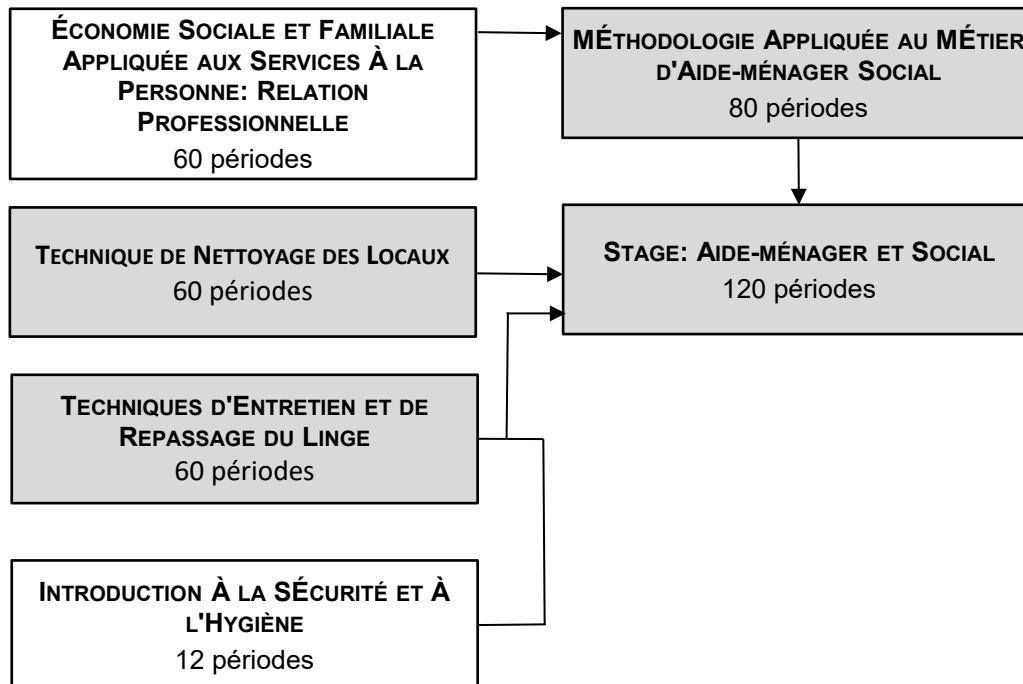 ÉCONOMIE SOCIALE ET FAMILIALE
APPLIQUÉE AUX SERVICES À LA
PERSONNE: RELATION
PROFESSIONNELLE
60 périodes
MÉTHODOLOGIE APPLIQUÉE AU MÉTIER
D'AIDE-MÉNAGER SOCIAL
80 périodes
TECHNIQUE DE NETTOYAGE DES LOCAUX
60 périodes
STAGE: AIDE-MÉNAGER ET SOCIAL
120 périodes
TECHNIQUES D'ENTRETIEN ET DE
REPASSAGE DU LINGE
60 périodes
INTRODUCTION À LA SÉCURITÉ ET À
L'HYGIÈNE
12 périodes